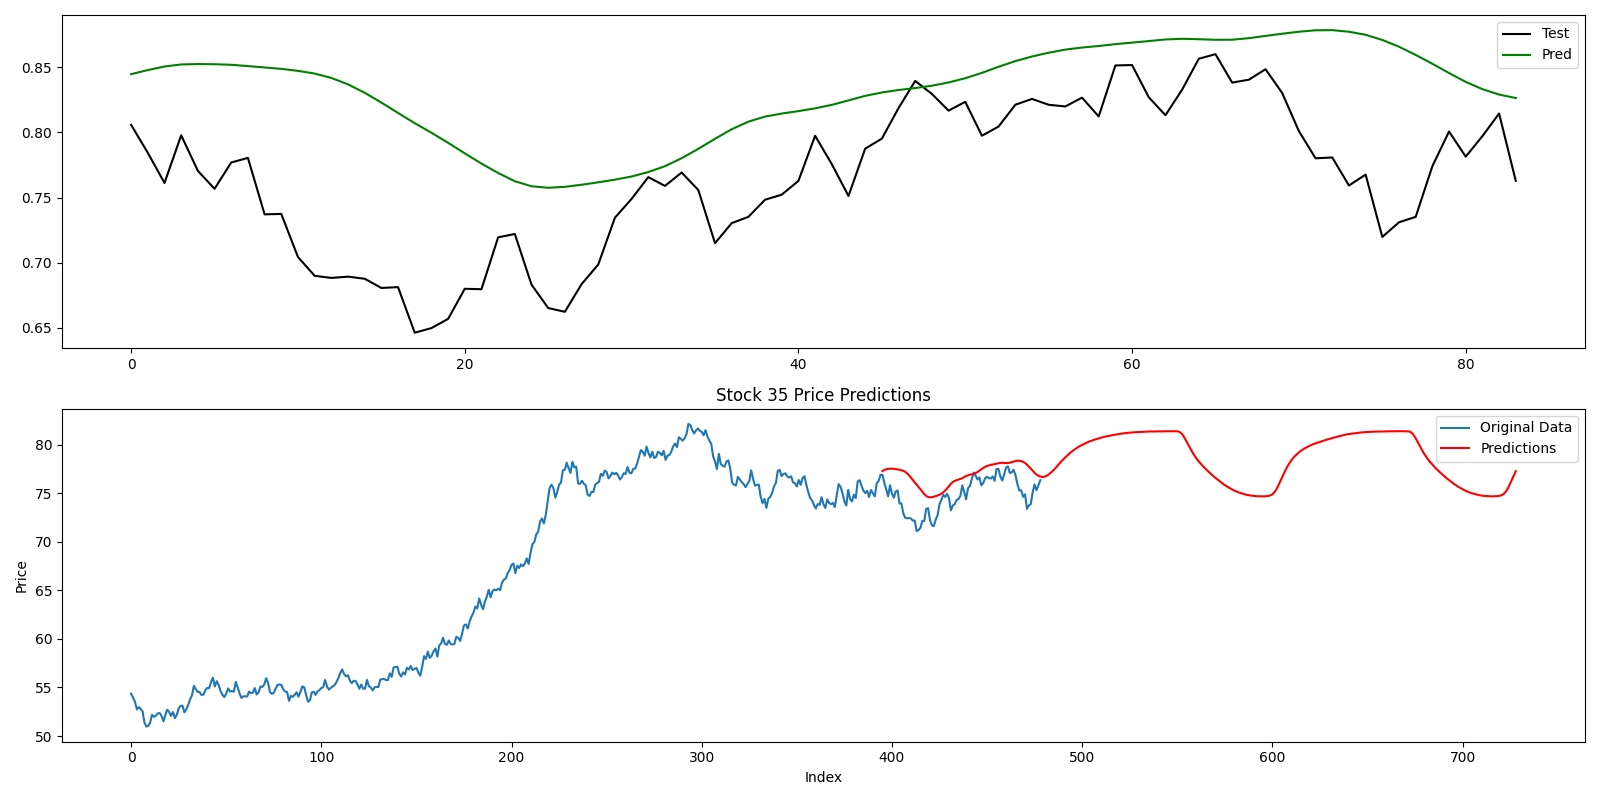 Test
Pred
0.85
0.80
0.75
0.70
0.65
0 20 40 60 80
Stock 35 Price Predictions
Original Data
Predictions
80
75
70
65
60
55
50
Price
0 100 200 300 400 500 600 700
Index